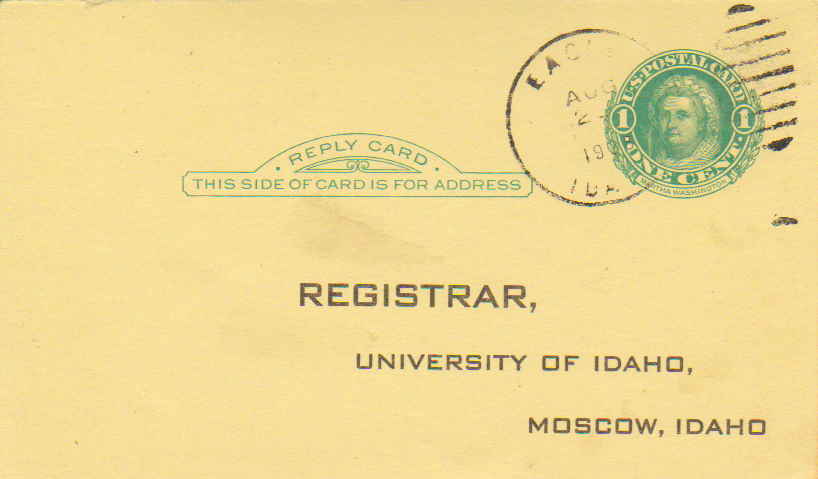 U.S. POSTAL CARD
1 1
ONE CENT
MARTHA WASHINGTON
AUG
IDA
REPLY CARD
THIS SIDE OF CARD IS FOR ADDRESS
REGISTRAR,
UNIVERSITY OF IDAHO,
MOSCOW, IDAHO